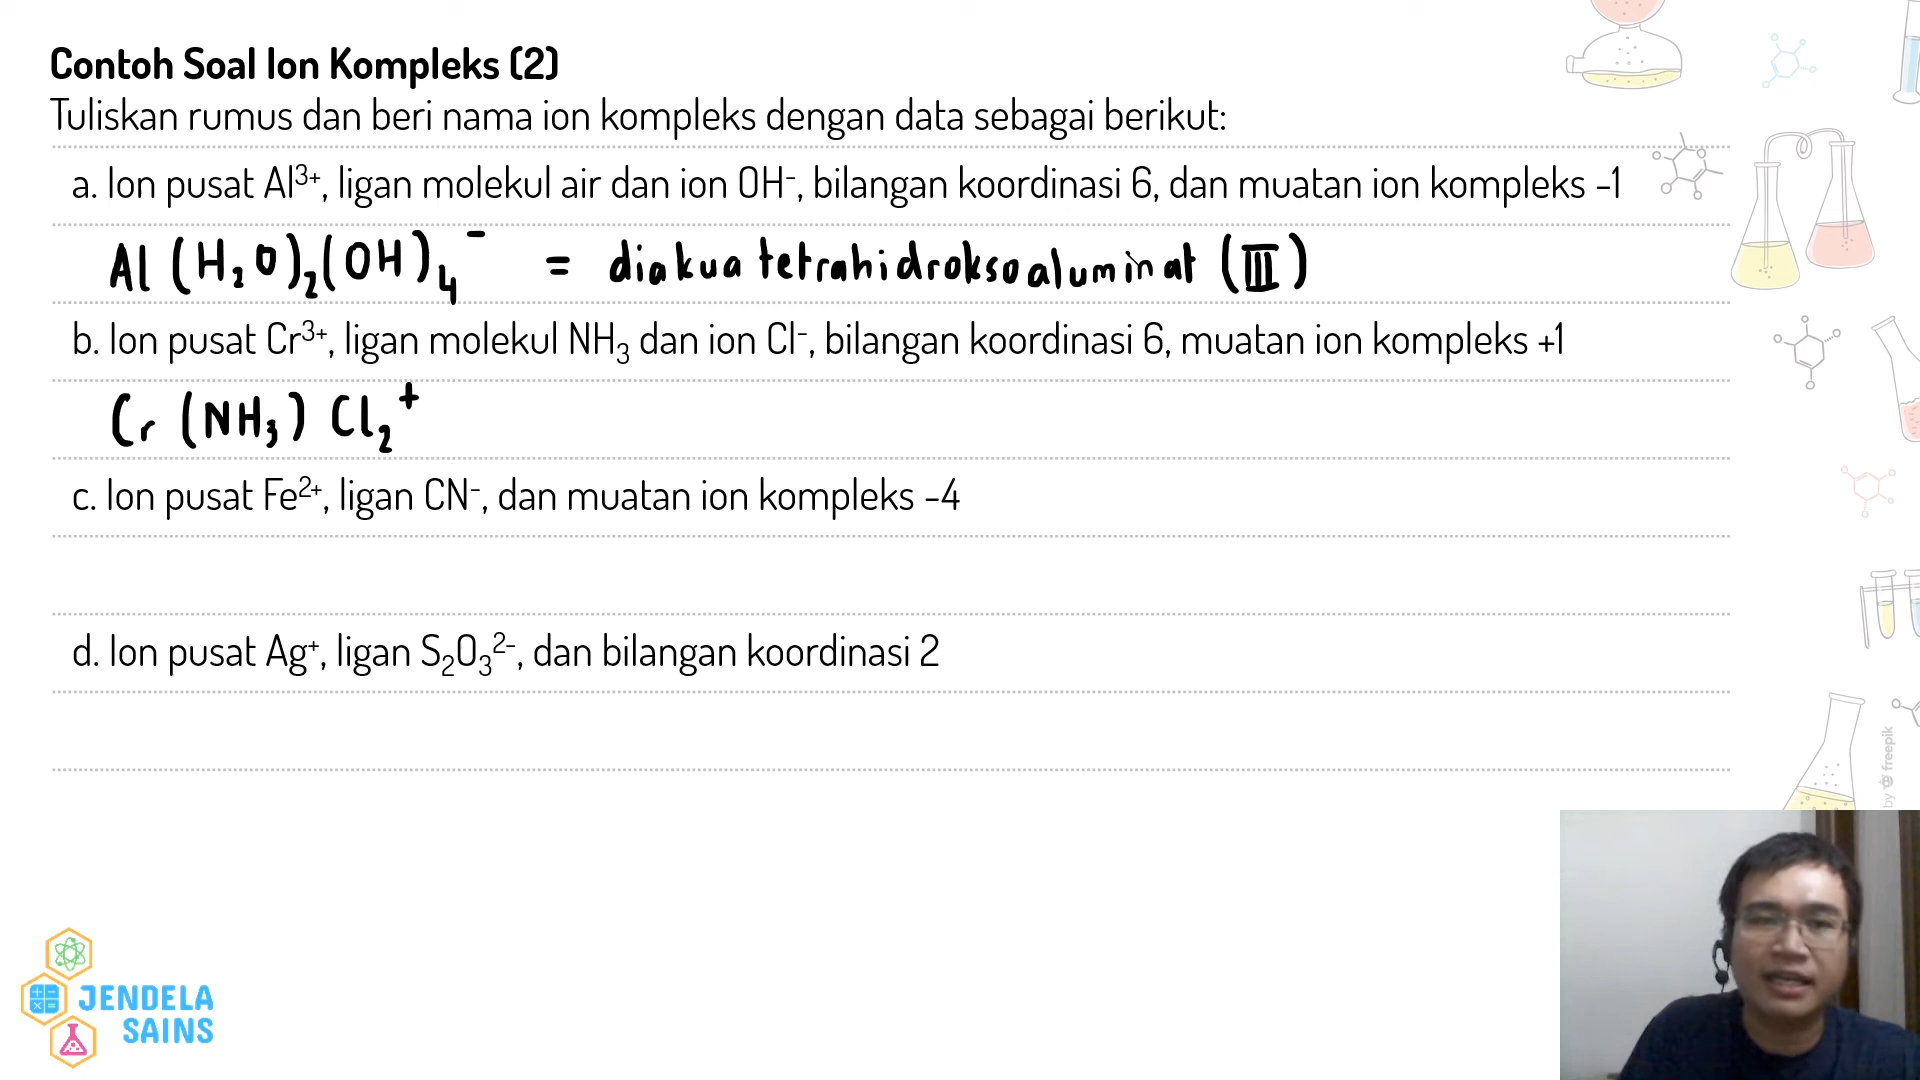 Contoh Soal Ion Kompleks (2)
Tuliskan rumus dan beri nama ion kompleks dengan data sebagai berikut:
a. Ion pusat Al³⁺, ligan molekul air dan ion OH⁻, bilangan koordinasi 6, dan muatan ion kompleks -1
Al (H₂O)₂(OH)₄⁻ = diakua tetrahidroksoaluminat (III)
b. Ion pusat Cr³⁺, ligan molekul NH₃ dan ion Cl⁻, bilangan koordinasi 6, muatan ion kompleks +1
Cr (NH₃) Cl₂⁺
c. Ion pusat Fe²⁺, ligan CN⁻, dan muatan ion kompleks -4
d. Ion pusat Ag⁺, ligan S₂O₃²⁻, dan bilangan koordinasi 2
by freepik
JENDELA
SAINS